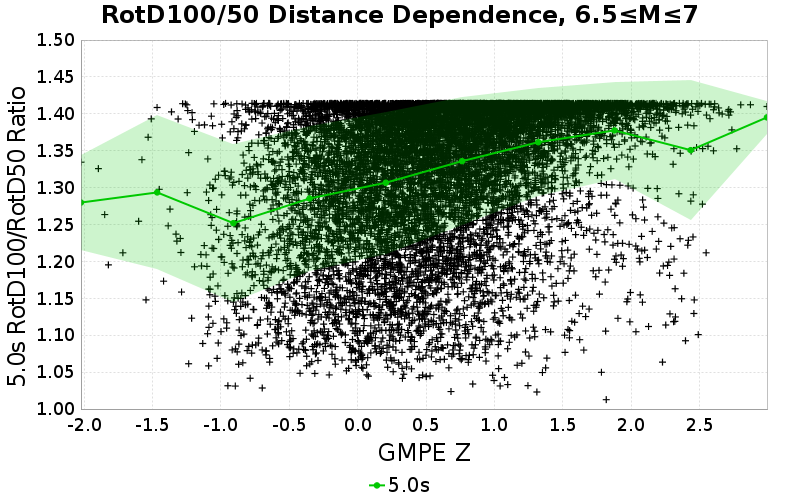 RotD100/50 Distance Dependence, 6.5≤M≤7
5.0s RotD100/RotD50 Ratio
1.50
1.45
1.40
1.35
1.30
1.25
1.20
1.15
1.10
1.05
1.00
-2.0 -1.5 -1.0 -0.5 0.0 0.5 1.0 1.5 2.0 2.5
GMPE Z
5.0s